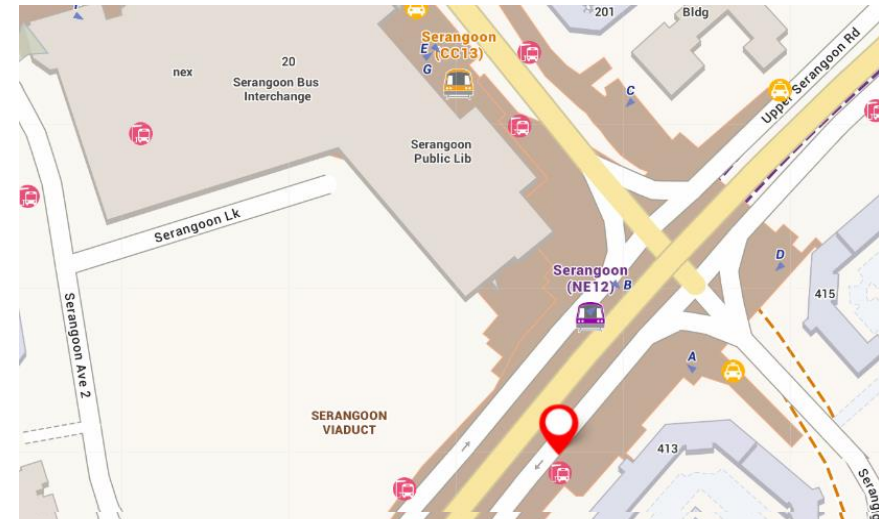 201
Bldg
Serangoon
(CC13)
E
G
nex
20
Serangoon Bus
Interchange
C
Upper Serangoon Rd
Serangoon
Public Lib
Serangoon Lk
Serangoon
(NE12)
B
D
415
Serangoon Ave 2
A
SERANGOON
VIADUCT
413